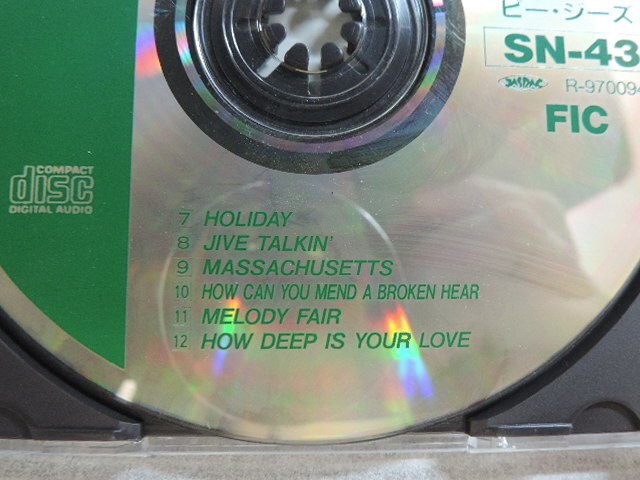 ビー・ジーズ
SN-43
JASRAC R-970094
FIC
COMPACT
disc
DIGITAL AUDIO
7 HOLIDAY
8 JIVE TALKIN'
9 MASSACHUSETTS
10 HOW CAN YOU MEND A BROKEN HEAR
11 MELODY FAIR
12 HOW DEEP IS YOUR LOVE